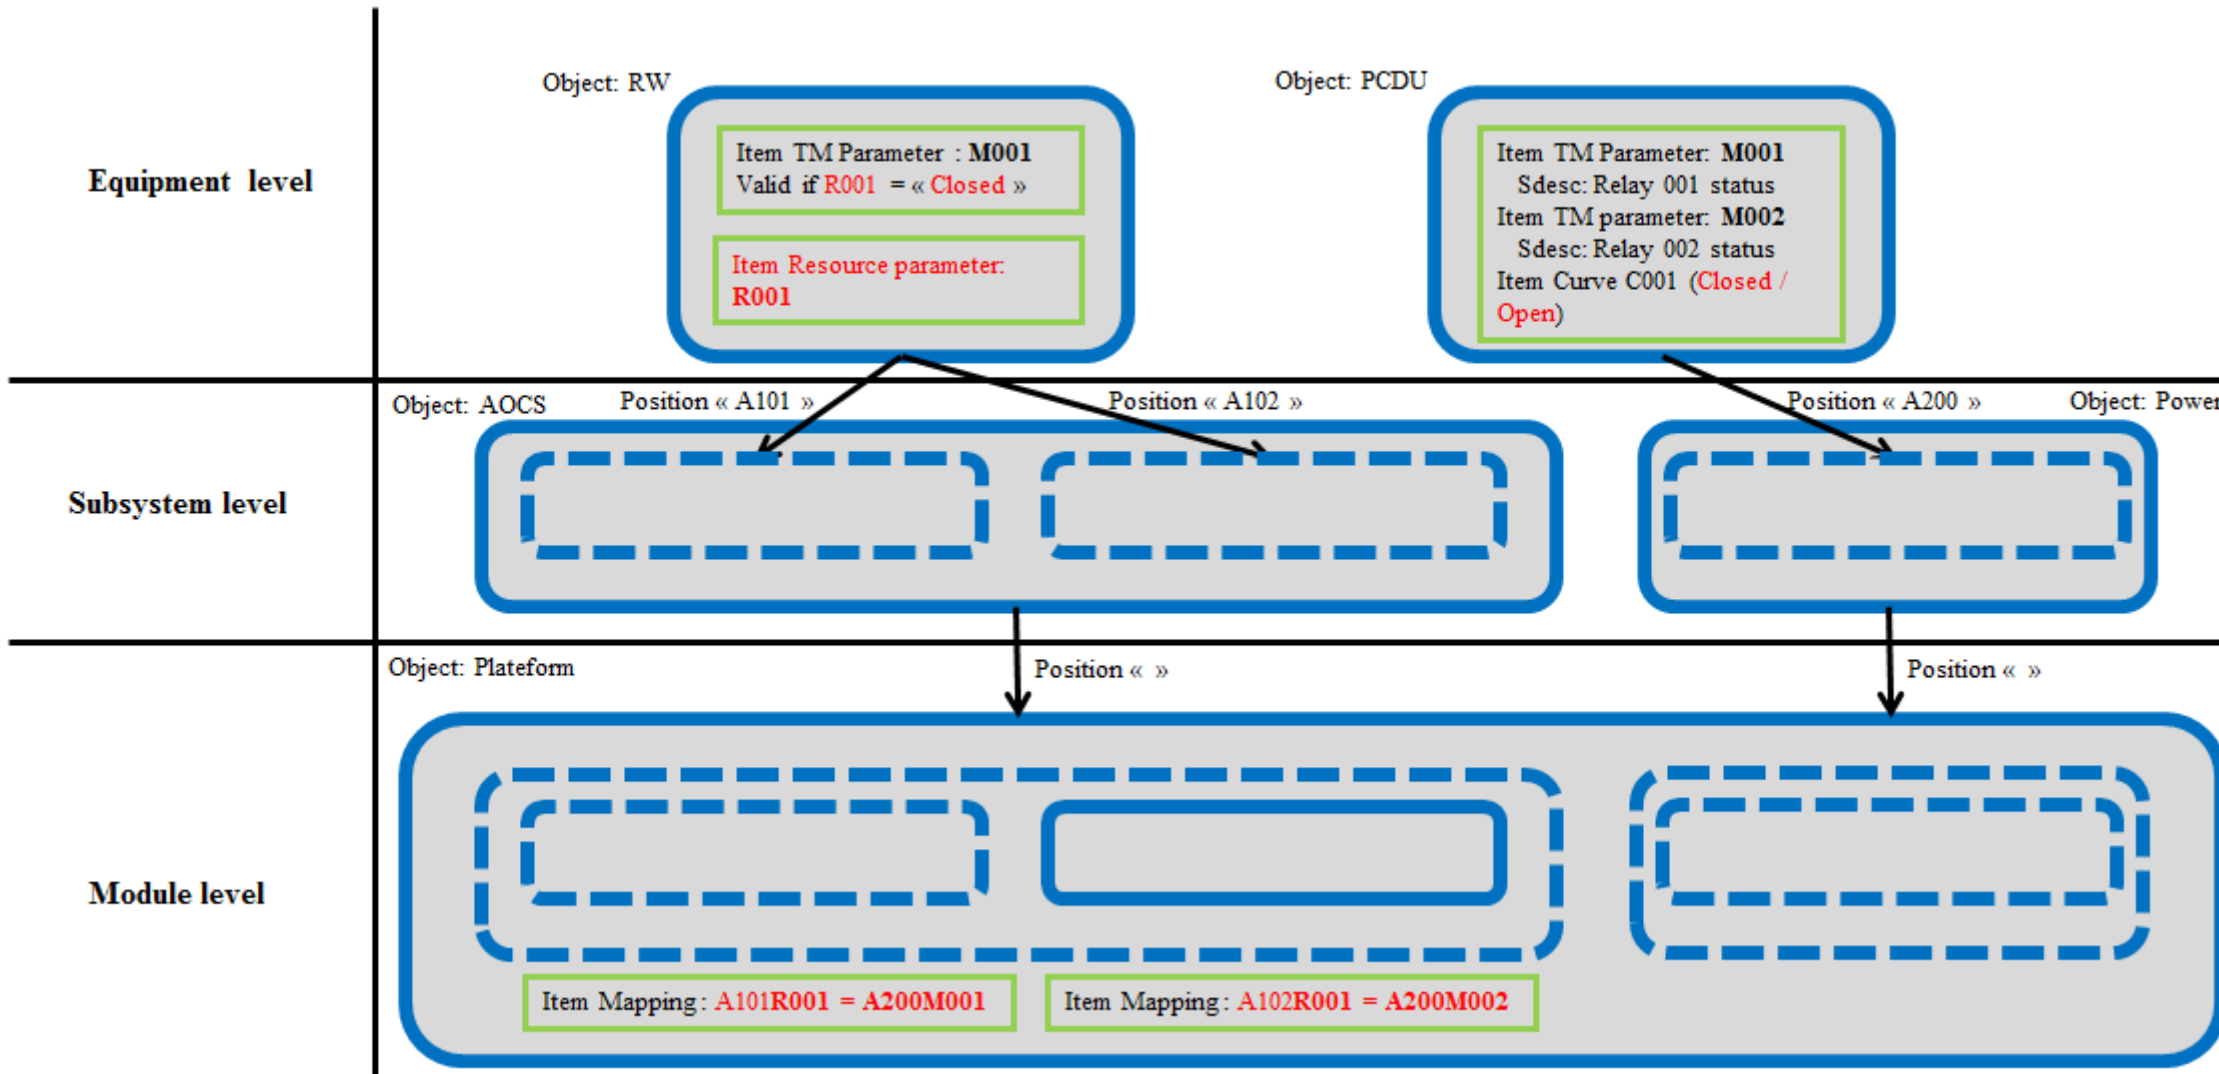 Object: RW
Object: PCDU
Equipment level
Item TM Parameter : M001
Valid if R001 = « Closed »
Item Resource parameter:
R001
Item TM Parameter: M001
Sdesc: Relay 001 status
Item TM parameter: M002
Sdesc: Relay 002 status
Item Curve C001 (Closed /
Open)
Object: AOCS
Position « A101 »
Position « A102 »
Position « A200 »
Object: Power
Subsystem level
Object: Plateform
Position « »
Position « »
Module level
Item Mapping : A101R001 = A200M001
Item Mapping : A102R001 = A200M002